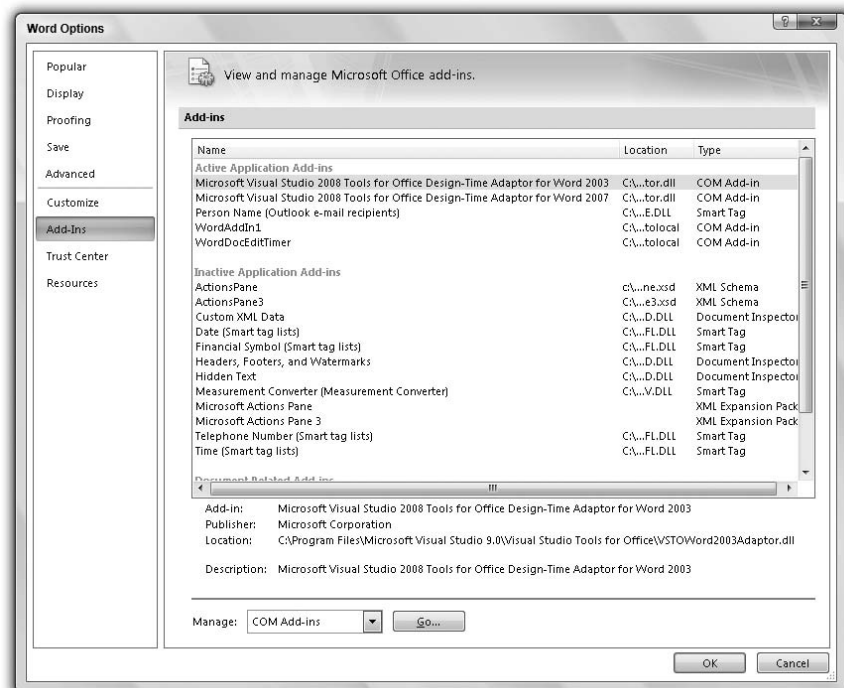 Word Options
Popular
Display
Proofing
Save
Advanced
Customize
Add-Ins
Trust Center
Resources
View and manage Microsoft Office add-ins.
Add-ins
Name Location Type
Active Application Add-ins
Microsoft Visual Studio 2008 Tools for Office Design-Time Adaptor for Word 2003 C:\...tor.dll COM Add-in
Microsoft Visual Studio 2008 Tools for Office Design-Time Adaptor for Word 2007 C:\...tor.dll COM Add-in
Person Name (Outlook e-mail recipients) C:\...E.DLL Smart Tag
WordAddIn1 C:\...tolocal COM Add-in
WordDocEditTimer C:\...tolocal COM Add-in
Inactive Application Add-ins
ActionsPane c:\...ne.xsd XML Schema
ActionsPane3 C:\...e3.xsd XML Schema
Custom XML Data C:\...D.DLL Document Inspector
Date (Smart tag lists) C:\...FL.DLL Smart Tag
Financial Symbol (Smart tag lists) C:\...FL.DLL Smart Tag
Headers, Footers, and Watermarks C:\...D.DLL Document Inspector
Hidden Text C:\...D.DLL Document Inspector
Measurement Converter (Measurement Converter) C:\...V.DLL Smart Tag
Microsoft Actions Pane XML Expansion Pack
Microsoft Actions Pane 3 XML Expansion Pack
Telephone Number (Smart tag lists) C:\...FL.DLL Smart Tag
Time (Smart tag lists) C:\...FL.DLL Smart Tag
Document Related Add-ins
Add-in: Microsoft Visual Studio 2008 Tools for Office Design-Time Adaptor for Word 2003
Publisher: Microsoft Corporation
Location: C:\Program Files\Microsoft Visual Studio 9.0\Visual Studio Tools for Office\VSTOWord2003Adaptor.dll
Description: Microsoft Visual Studio 2008 Tools for Office Design-Time Adaptor for Word 2003
Manage: COM Add-ins Go...
OK Cancel